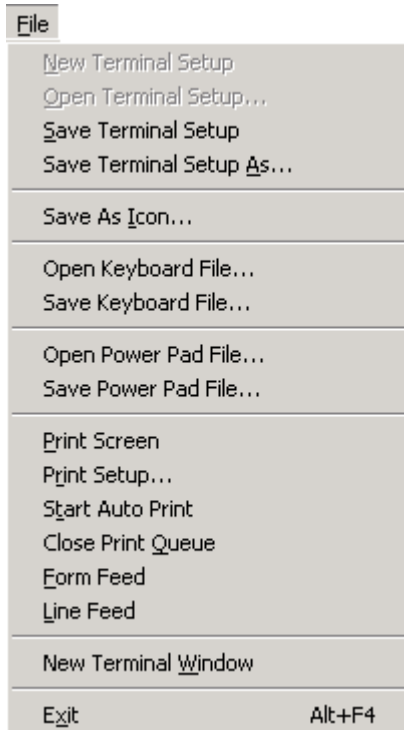 File
New Terminal Setup
Open Terminal Setup...
Save Terminal Setup
Save Terminal Setup As...
Save As Icon...
Open Keyboard File...
Save Keyboard File...
Open Power Pad File...
Save Power Pad File...
Print Screen
Print Setup...
Start Auto Print
Close Print Queue
Form Feed
Line Feed
New Terminal Window
Exit Alt+F4